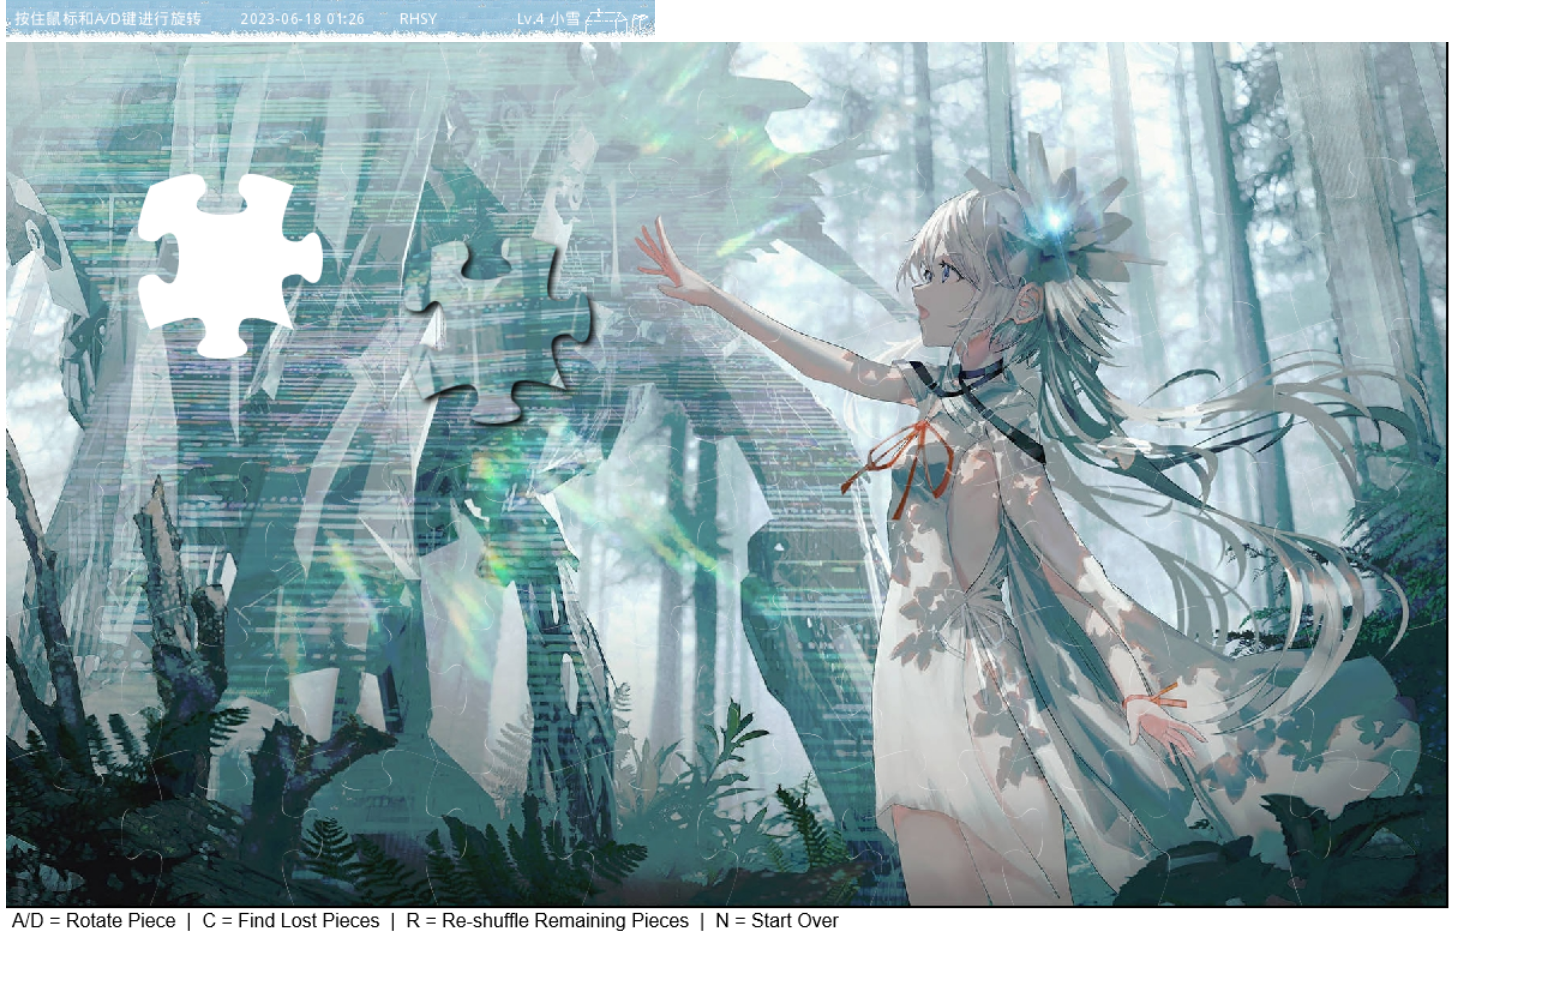 按住鼠标和A/D键进行旋转 2023-06-18 01:26 RHSY Lv.4 小雪
A/D = Rotate Piece | C = Find Lost Pieces | R = Re-shuffle Remaining Pieces | N = Start Over